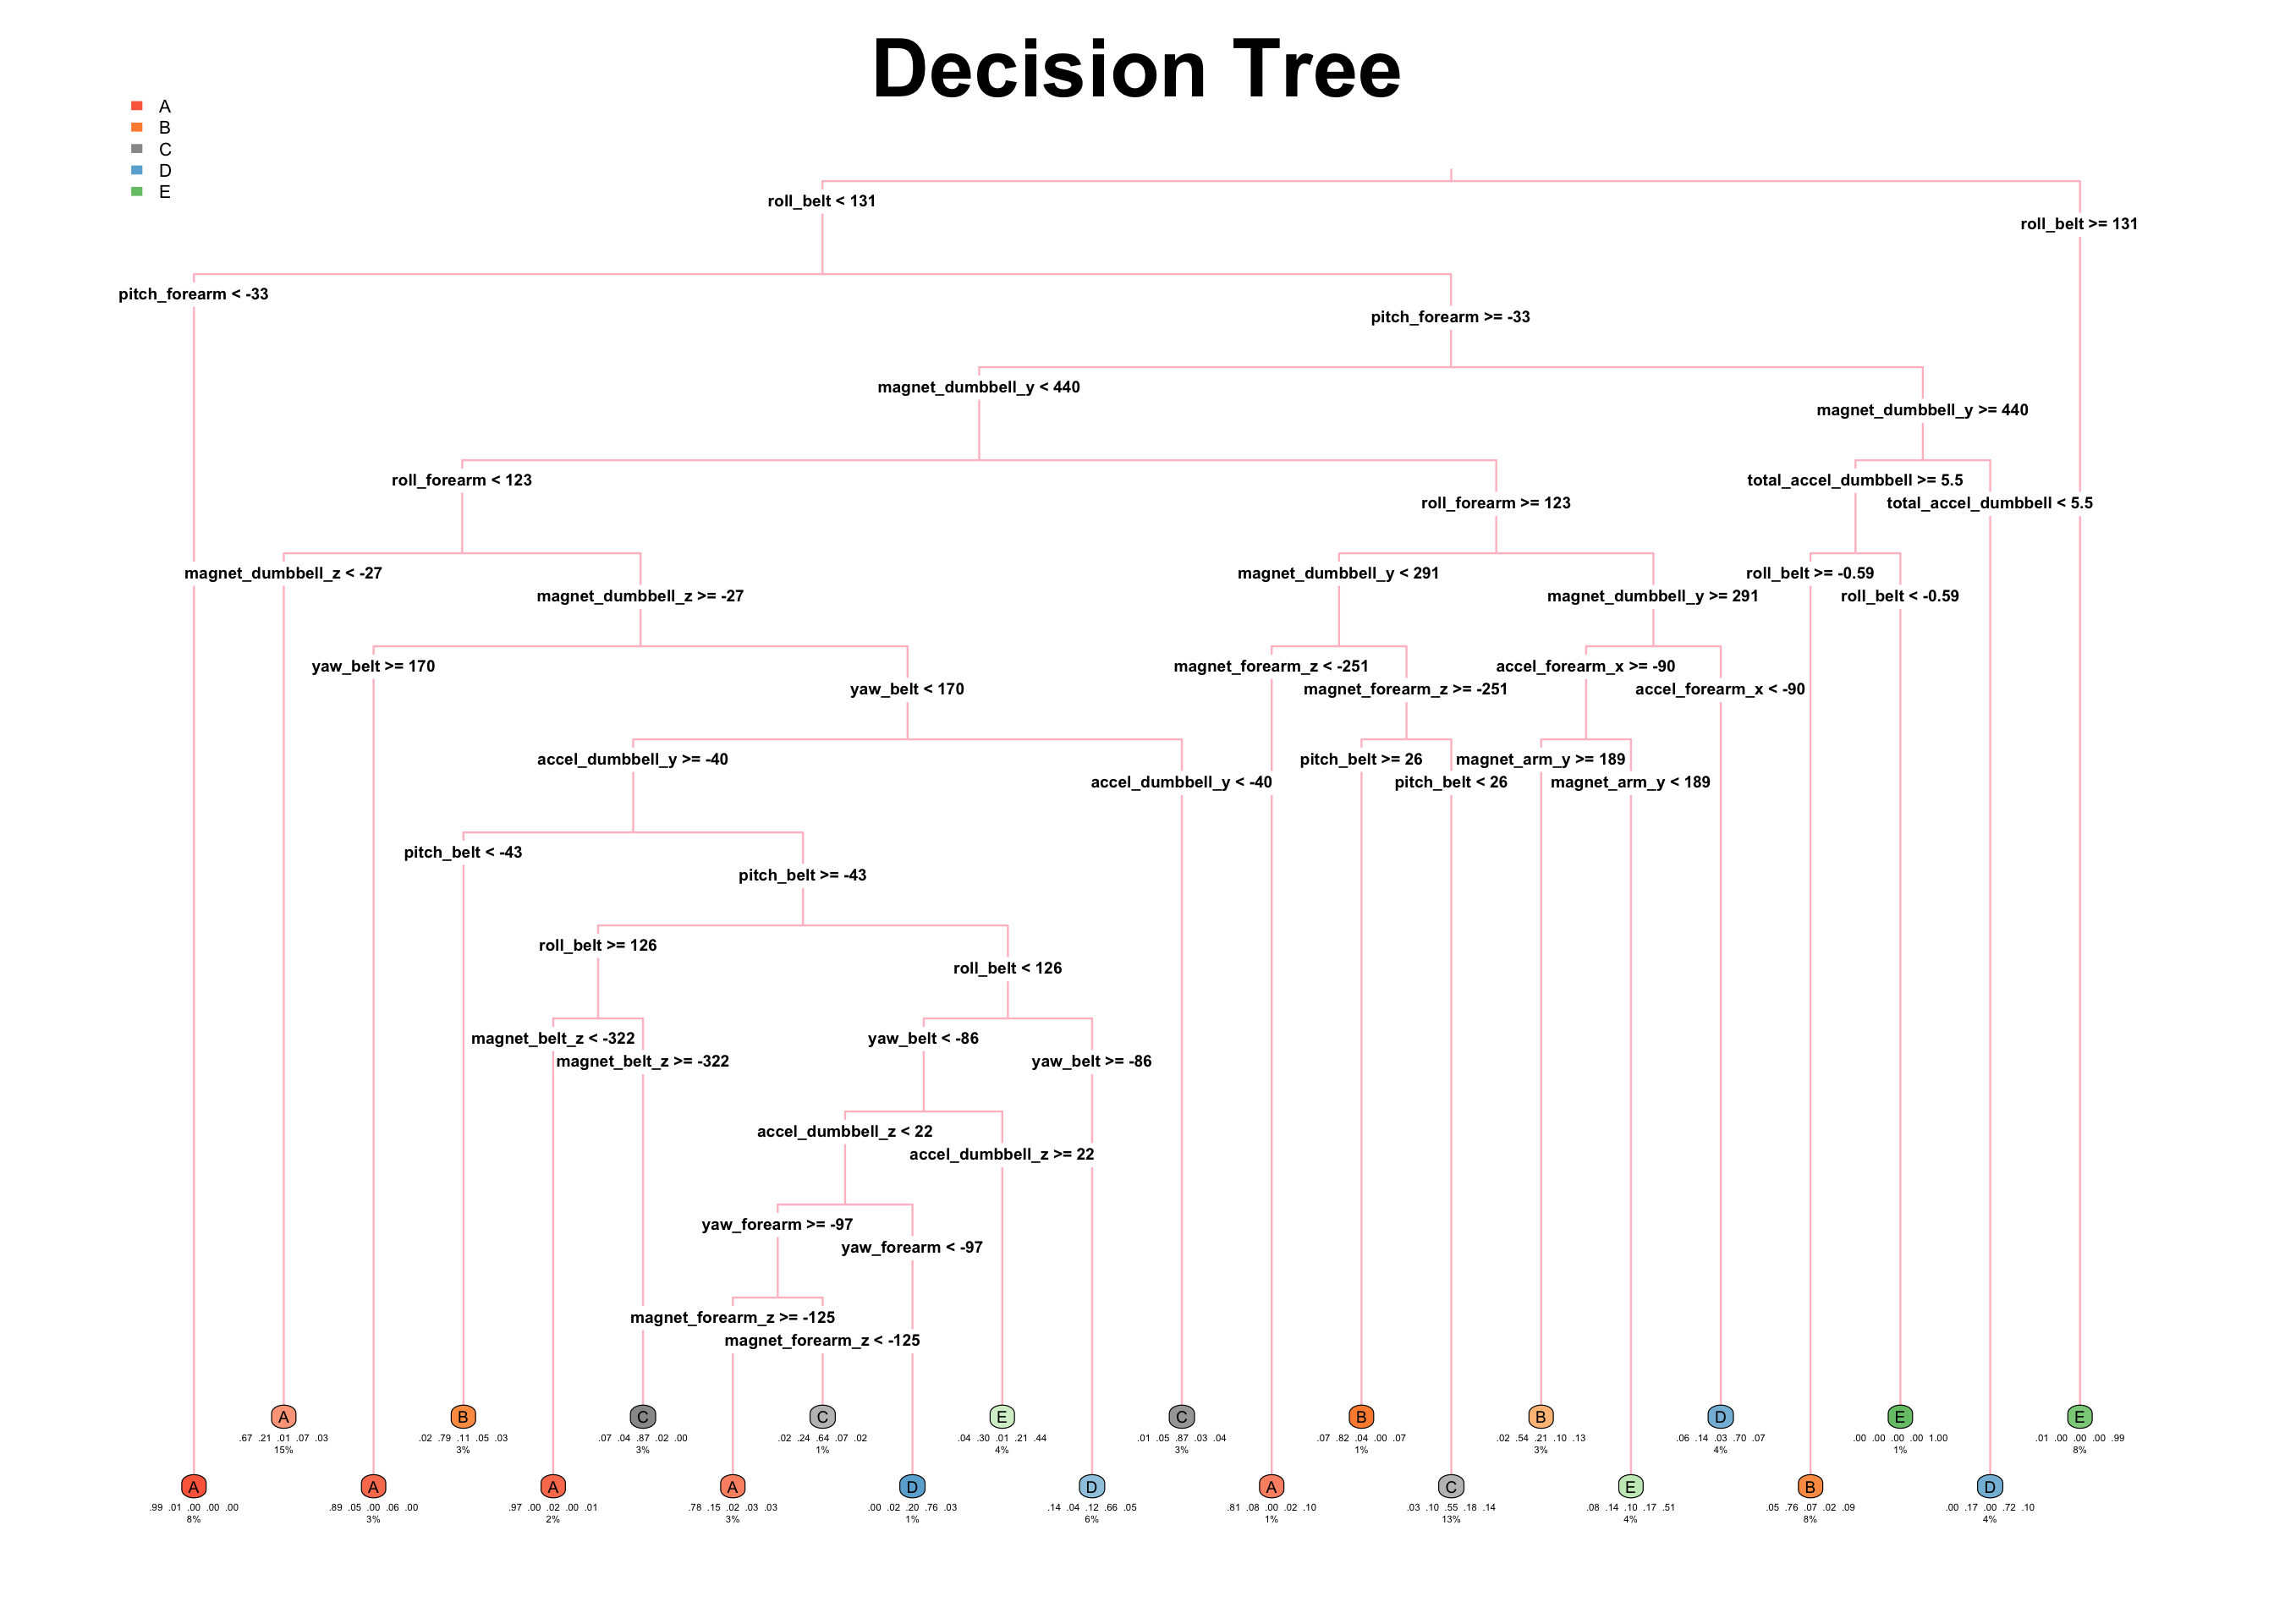 Decision Tree
A
B
C
D
E
roll_belt < 131
roll_belt >= 131
pitch_forearm < -33
pitch_forearm >= -33
magnet_dumbbell_y < 440
magnet_dumbbell_y >= 440
roll_forearm < 123
total_accel_dumbbell >= 5.5
roll_forearm >= 123
total_accel_dumbbell < 5.5
magnet_dumbbell_z < -27
magnet_dumbbell_y < 291
roll_belt >= -0.59
magnet_dumbbell_z >= -27
magnet_dumbbell_y >= 291
roll_belt < -0.59
yaw_belt >= 170
magnet_forearm_z < -251
accel_forearm_x >= -90
yaw_belt < 170
magnet_forearm_z >= -251
accel_forearm_x < -90
accel_dumbbell_y >= -40
pitch_belt >= 26
magnet_arm_y >= 189
accel_dumbbell_y < -40
pitch_belt < 26
magnet_arm_y < 189
pitch_belt < -43
pitch_belt >= -43
roll_belt >= 126
roll_belt < 126
magnet_belt_z < -322
yaw_belt < -86
magnet_belt_z >= -322
yaw_belt >= -86
accel_dumbbell_z < 22
accel_dumbbell_z >= 22
yaw_forearm >= -97
yaw_forearm < -97
magnet_forearm_z >= -125
magnet_forearm_z < -125
A
.67 .21 .01 .07 .03
15%
B
.02 .79 .11 .05 .03
3%
C
.07 .04 .87 .02 .00
3%
C
.02 .24 .64 .07 .02
1%
E
.04 .30 .01 .21 .44
4%
C
.01 .05 .87 .03 .04
3%
B
.07 .82 .04 .00 .07
1%
B
.02 .54 .21 .10 .13
3%
D
.06 .14 .03 .70 .07
4%
E
.00 .00 .00 .00 1.00
1%
E
.01 .00 .00 .00 .99
8%
A
.99 .01 .00 .00 .00
8%
A
.89 .05 .00 .06 .00
3%
A
.97 .00 .02 .00 .01
2%
A
.78 .15 .02 .03 .03
3%
D
.00 .02 .20 .76 .03
1%
D
.14 .04 .12 .66 .05
6%
A
.81 .08 .00 .02 .10
1%
C
.03 .10 .55 .18 .14
13%
E
.08 .14 .10 .17 .51
4%
B
.05 .76 .07 .02 .09
8%
D
.00 .17 .00 .72 .10
4%